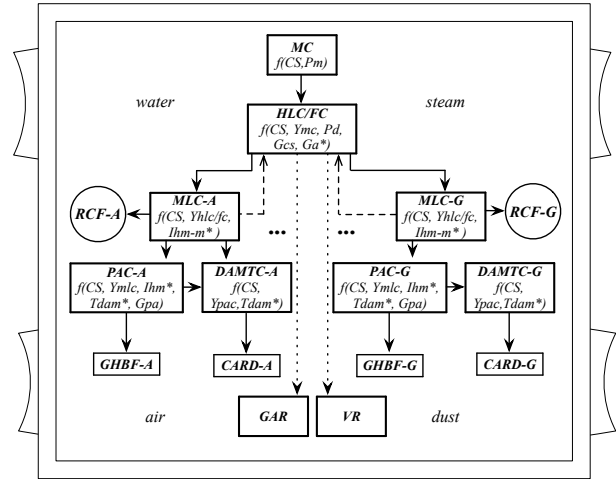 MC
f(CS,Pm)
water
steam
HLC/FC
f(CS, Ymc, Pd,
Gcs, Ga*)
RCF-A
MLC-A
f(CS, Yhlc/fc,
Ihm-m* )
...
...
MLC-G
f(CS, Yhlc/fc,
Ihm-m* )
RCF-G
PAC-A
f(CS, Ymlc, Ihm*,
Tdam*, Gpa)
DAMTC-A
f(CS,
Ypac,Tdam*)
PAC-G
f(CS, Ymlc, Ihm*,
Tdam*, Gpa)
DAMTC-G
f(CS,
Ypac,Tdam*)
GHBF-A
CARD-A
GHBF-G
CARD-G
air
GAR
VR
dust